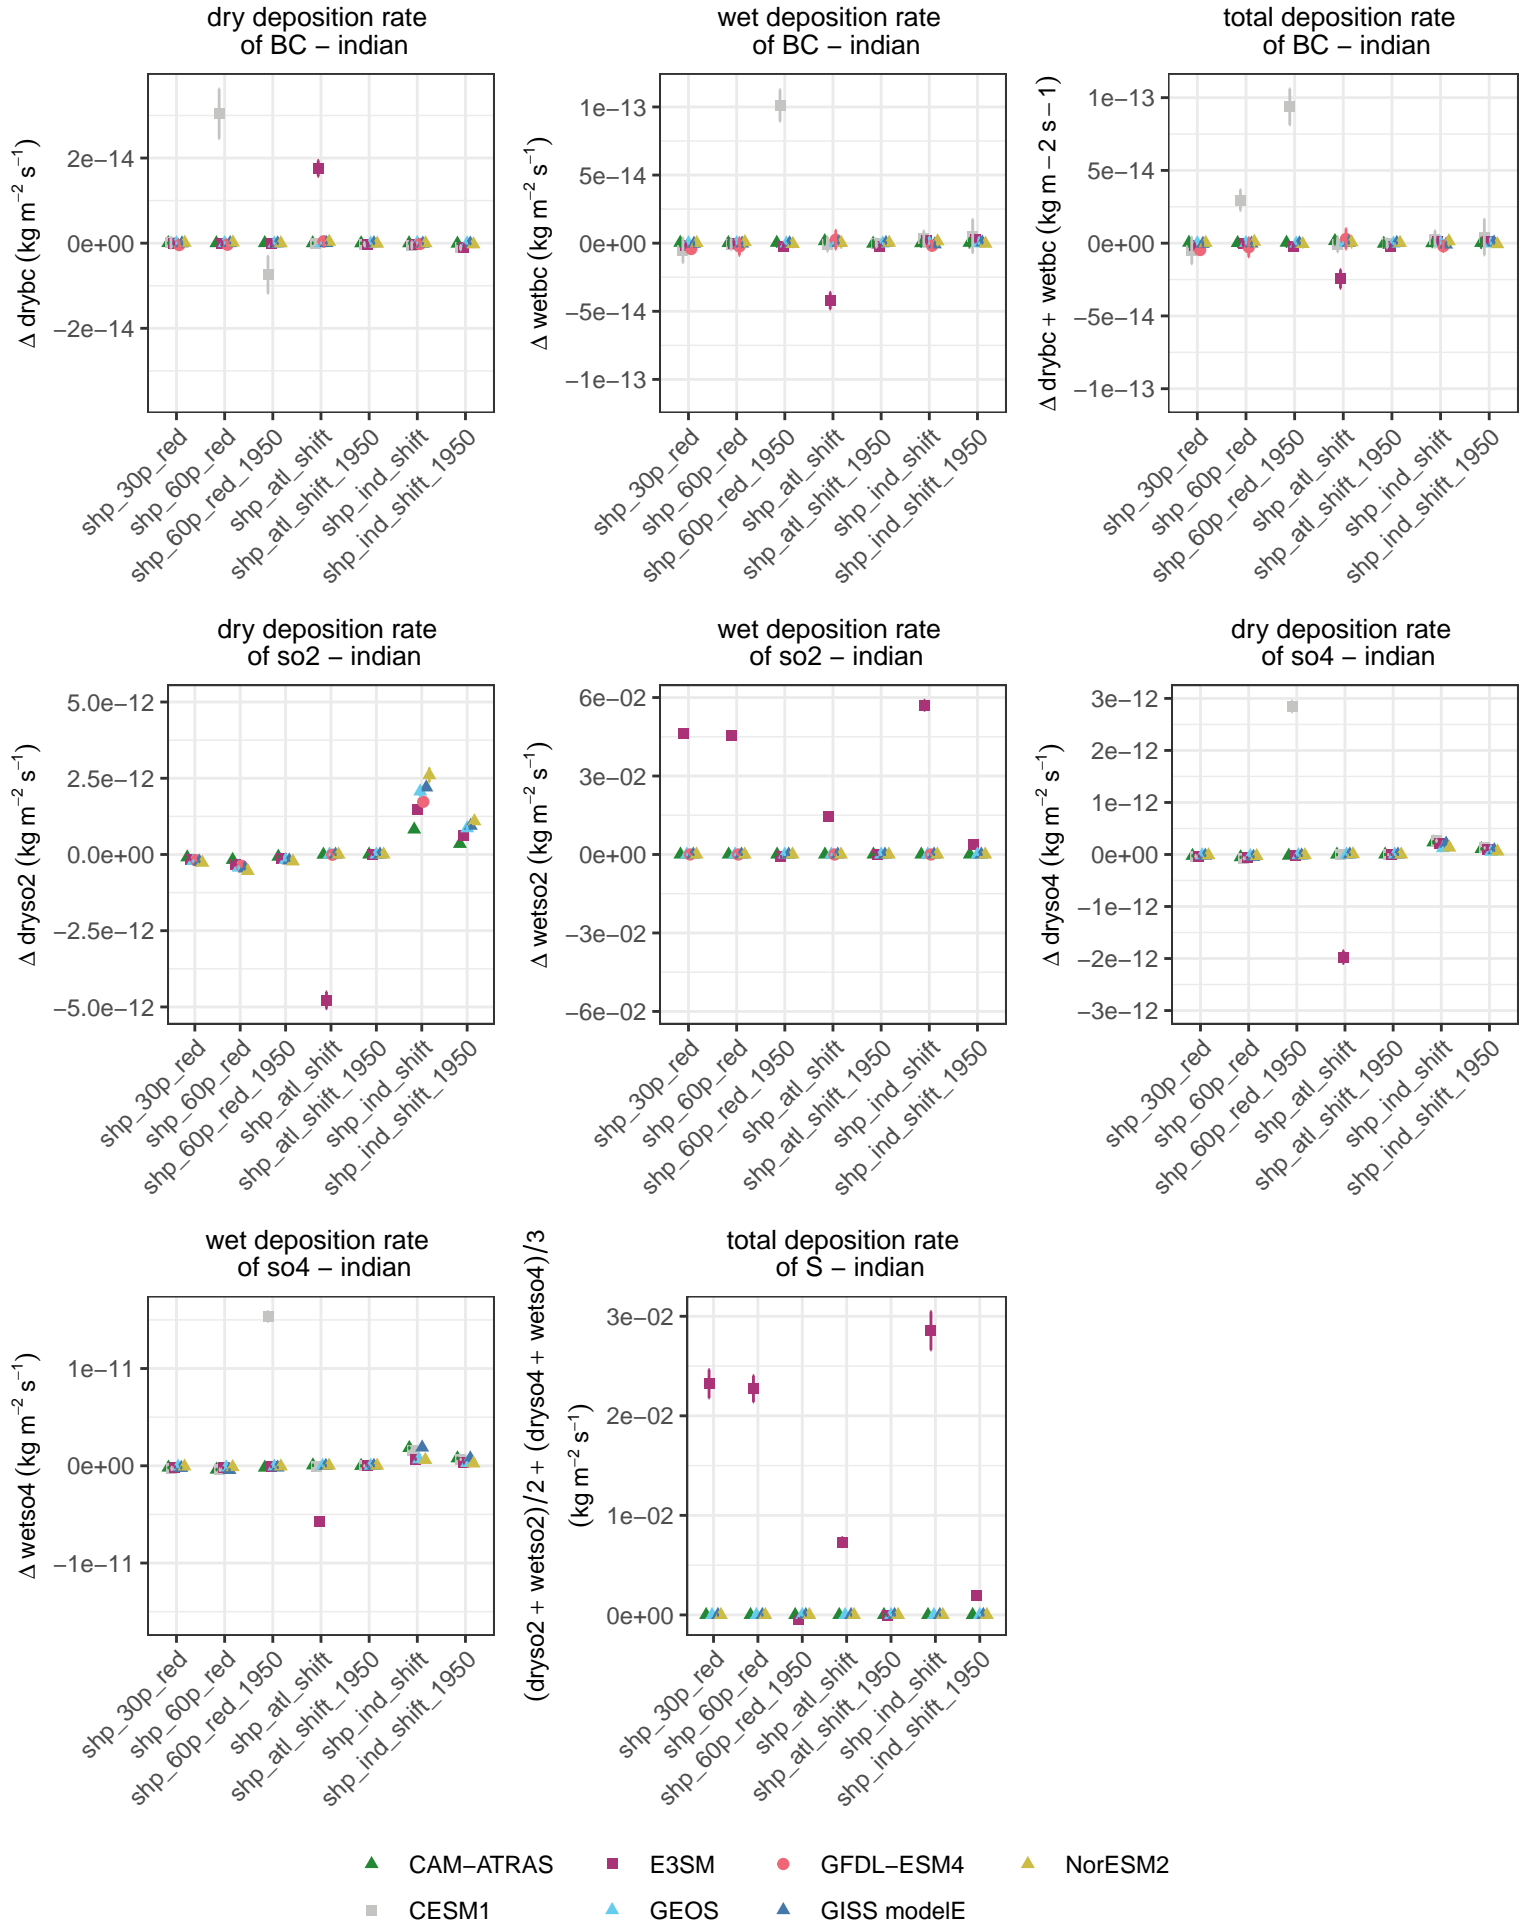 dry deposition rate
of BC − indian
Δ drybc (kg m−2 s−1)
2e−14
0e+00
−2e−14
shp_30p_red
shp_60p_red
shp_60p_red_1950
shp_atl_shift
shp_atl_shift_1950
shp_ind_shift
shp_ind_shift_1950
wet deposition rate
of BC − indian
Δ wetbc (kg m−2 s−1)
1e−13
5e−14
0e+00
−5e−14
−1e−13
shp_30p_red
shp_60p_red
shp_60p_red_1950
shp_atl_shift
shp_atl_shift_1950
shp_ind_shift
shp_ind_shift_1950
total deposition rate
of BC − indian
Δ drybc + wetbc (kg m − 2 s − 1)
1e−13
5e−14
0e+00
−5e−14
−1e−13
shp_30p_red
shp_60p_red
shp_60p_red_1950
shp_atl_shift
shp_atl_shift_1950
shp_ind_shift
shp_ind_shift_1950
dry deposition rate
of so2 − indian
Δ dryso2 (kg m−2 s−1)
5.0e−12
2.5e−12
0.0e+00
−2.5e−12
−5.0e−12
shp_30p_red
shp_60p_red
shp_60p_red_1950
shp_atl_shift
shp_atl_shift_1950
shp_ind_shift
shp_ind_shift_1950
wet deposition rate
of so2 − indian
Δ wetso2 (kg m−2 s−1)
6e−02
3e−02
0e+00
−3e−02
−6e−02
shp_30p_red
shp_60p_red
shp_60p_red_1950
shp_atl_shift
shp_atl_shift_1950
shp_ind_shift
shp_ind_shift_1950
dry deposition rate
of so4 − indian
Δ dryso4 (kg m−2 s−1)
3e−12
2e−12
1e−12
0e+00
−1e−12
−2e−12
−3e−12
shp_30p_red
shp_60p_red
shp_60p_red_1950
shp_atl_shift
shp_atl_shift_1950
shp_ind_shift
shp_ind_shift_1950
wet deposition rate
of so4 − indian
Δ wetso4 (kg m−2 s−1)
1e−11
0e+00
−1e−11
shp_30p_red
shp_60p_red
shp_60p_red_1950
shp_atl_shift
shp_atl_shift_1950
shp_ind_shift
shp_ind_shift_1950
total deposition rate
of S − indian
(dryso2 + wetso2)/2 + (dryso4 + wetso4)/3
(kg m−2 s−1)
3e−02
2e−02
1e−02
0e+00
shp_30p_red
shp_60p_red
shp_60p_red_1950
shp_atl_shift
shp_atl_shift_1950
shp_ind_shift
shp_ind_shift_1950
CAM−ATRAS
E3SM
GFDL−ESM4
NorESM2
CESM1
GEOS
GISS modelE